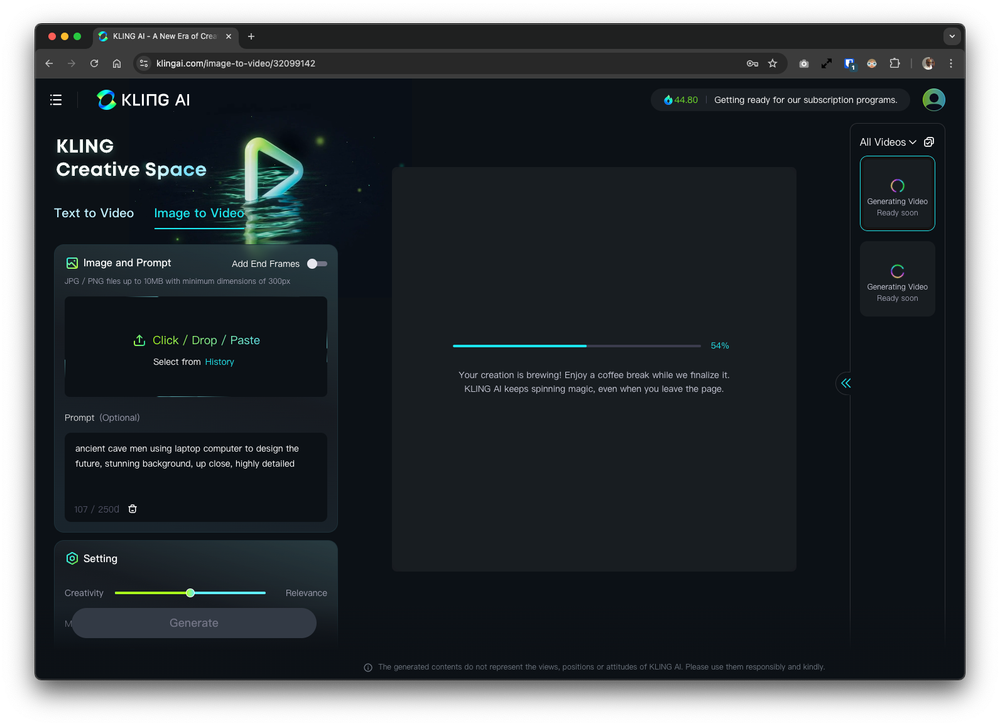 KLING AI - A New Era of Crea
klingai.com/image-to-video/32099142
1
KLING AI
44.80
Getting ready for our subscription programs.
KLING
Creative Space
Text to Video
Image to Video
Image and Prompt
Add End Frames
JPG / PNG files up to 10MB with minimum dimensions of 300px
Click / Drop / Paste
Select from History
Prompt (Optional)
ancient cave men using laptop computer to design the
future, stunning background, up close, highly detailed
107 / 2500
Setting
Creativity
Relevance
M
Generate
54%
Your creation is brewing! Enjoy a coffee break while we finalize it.
KLING AI keeps spinning magic, even when you leave the page.
All Videos
Generating Video
Ready soon
Generating Video
Ready soon
The generated contents do not represent the views, positions or attitudes of KLING AI. Please use them responsibly and kindly.